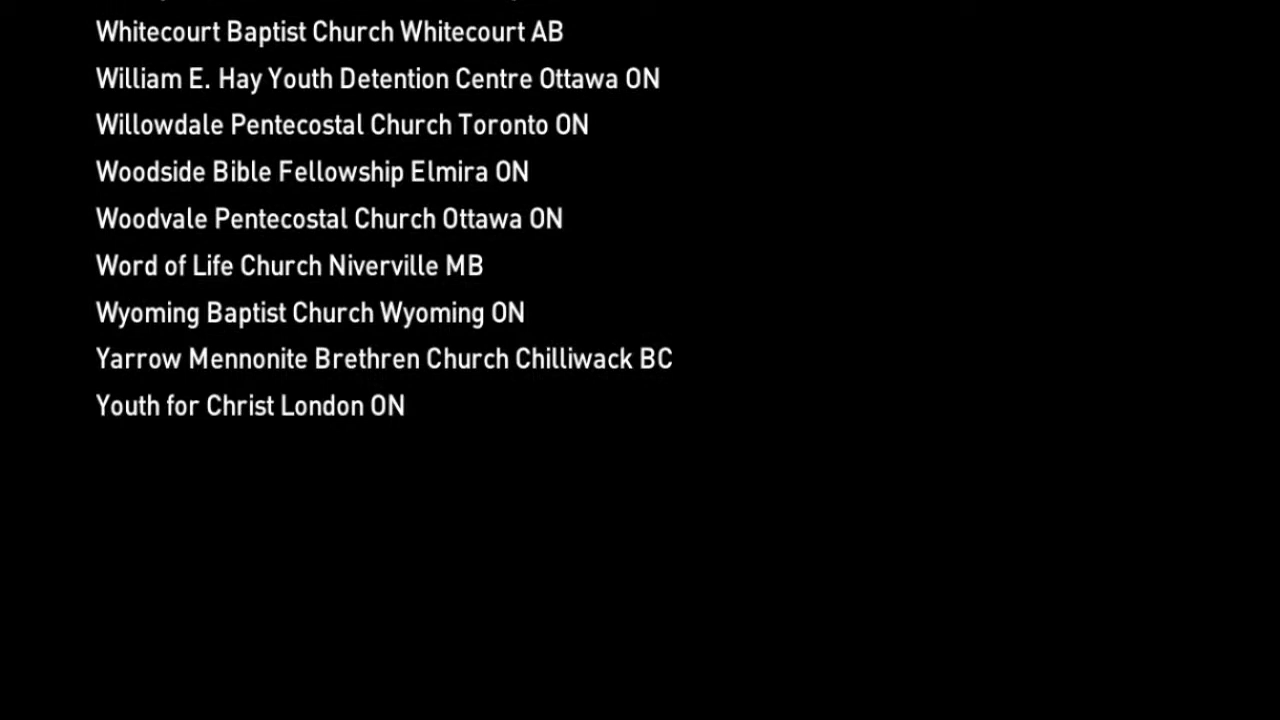 Whitecourt Baptist Church Whitecourt AB
William E. Hay Youth Detention Centre Ottawa ON
Willowdale Pentecostal Church Toronto ON
Woodside Bible Fellowship Elmira ON
Woodvale Pentecostal Church Ottawa ON
Word of Life Church Niverville MB
Wyoming Baptist Church Wyoming ON
Yarrow Mennonite Brethren Church Chilliwack BC
Youth for Christ London ON